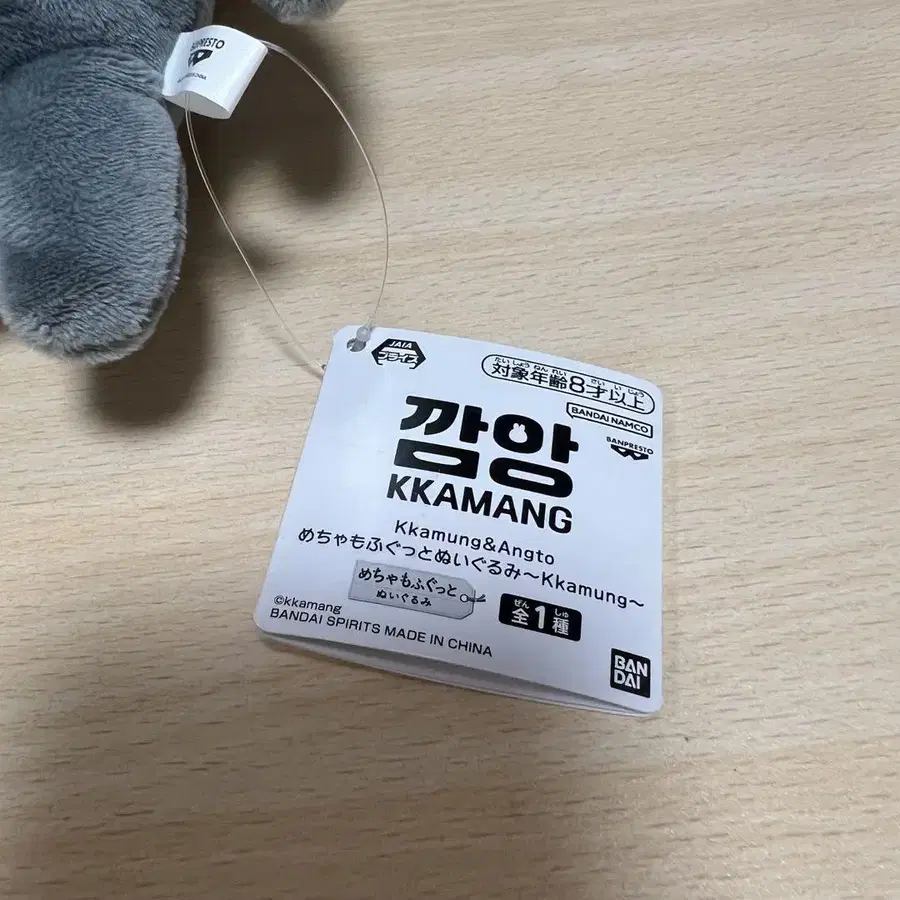 BANPRESTO
JAIA
プライズ
たいしょうねんれい さいいじょう
対象年齢8才以上
BANDAI NAMCO
BANPRESTO
깜앙
KKAMANG
Kkamung&Angto
めちゃもふぐっとぬいぐるみ～Kkamung～
めちゃもふぐっと
ぬいぐるみ
ぜん しゅ
全1種
©kkamang
BANDAI SPIRITS MADE IN CHINA
BAN
DAI